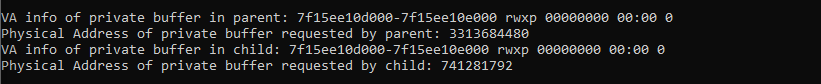 VA info of private buffer in parent: 7f15ee10d000-7f15ee10e000 rwxp 00000000 00:00 0
Physical Address of private buffer requested by parent: 3313684480
VA info of private buffer in child: 7f15ee10d000-7f15ee10e000 rwxp 00000000 00:00 0
Physical Address of private buffer requested by child: 741281792